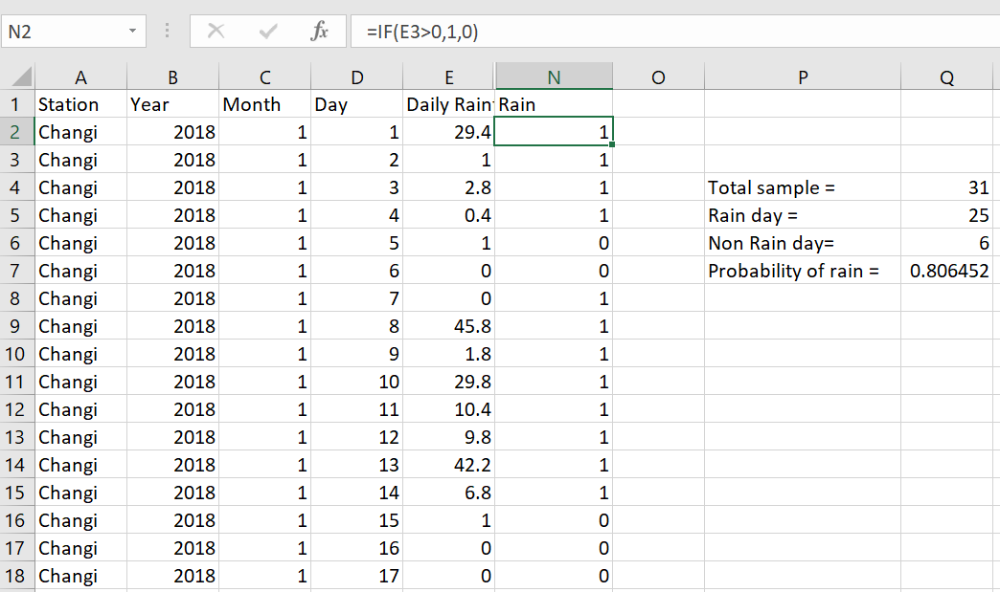 N2 fx =IF(E3>0,1,0)
A B C D E N O P Q
1 Station Year Month Day Daily Rain Rain
2 Changi 2018 1 1 29.4 1
3 Changi 2018 1 2 1 1
4 Changi 2018 1 3 2.8 1 Total sample = 31
5 Changi 2018 1 4 0.4 1 Rain day = 25
6 Changi 2018 1 5 1 0 Non Rain day= 6
7 Changi 2018 1 6 0 0 Probability of rain = 0.806452
8 Changi 2018 1 7 0 1
9 Changi 2018 1 8 45.8 1
10 Changi 2018 1 9 1.8 1
11 Changi 2018 1 10 29.8 1
12 Changi 2018 1 11 10.4 1
13 Changi 2018 1 12 9.8 1
14 Changi 2018 1 13 42.2 1
15 Changi 2018 1 14 6.8 1
16 Changi 2018 1 15 1 0
17 Changi 2018 1 16 0 0
18 Changi 2018 1 17 0 0